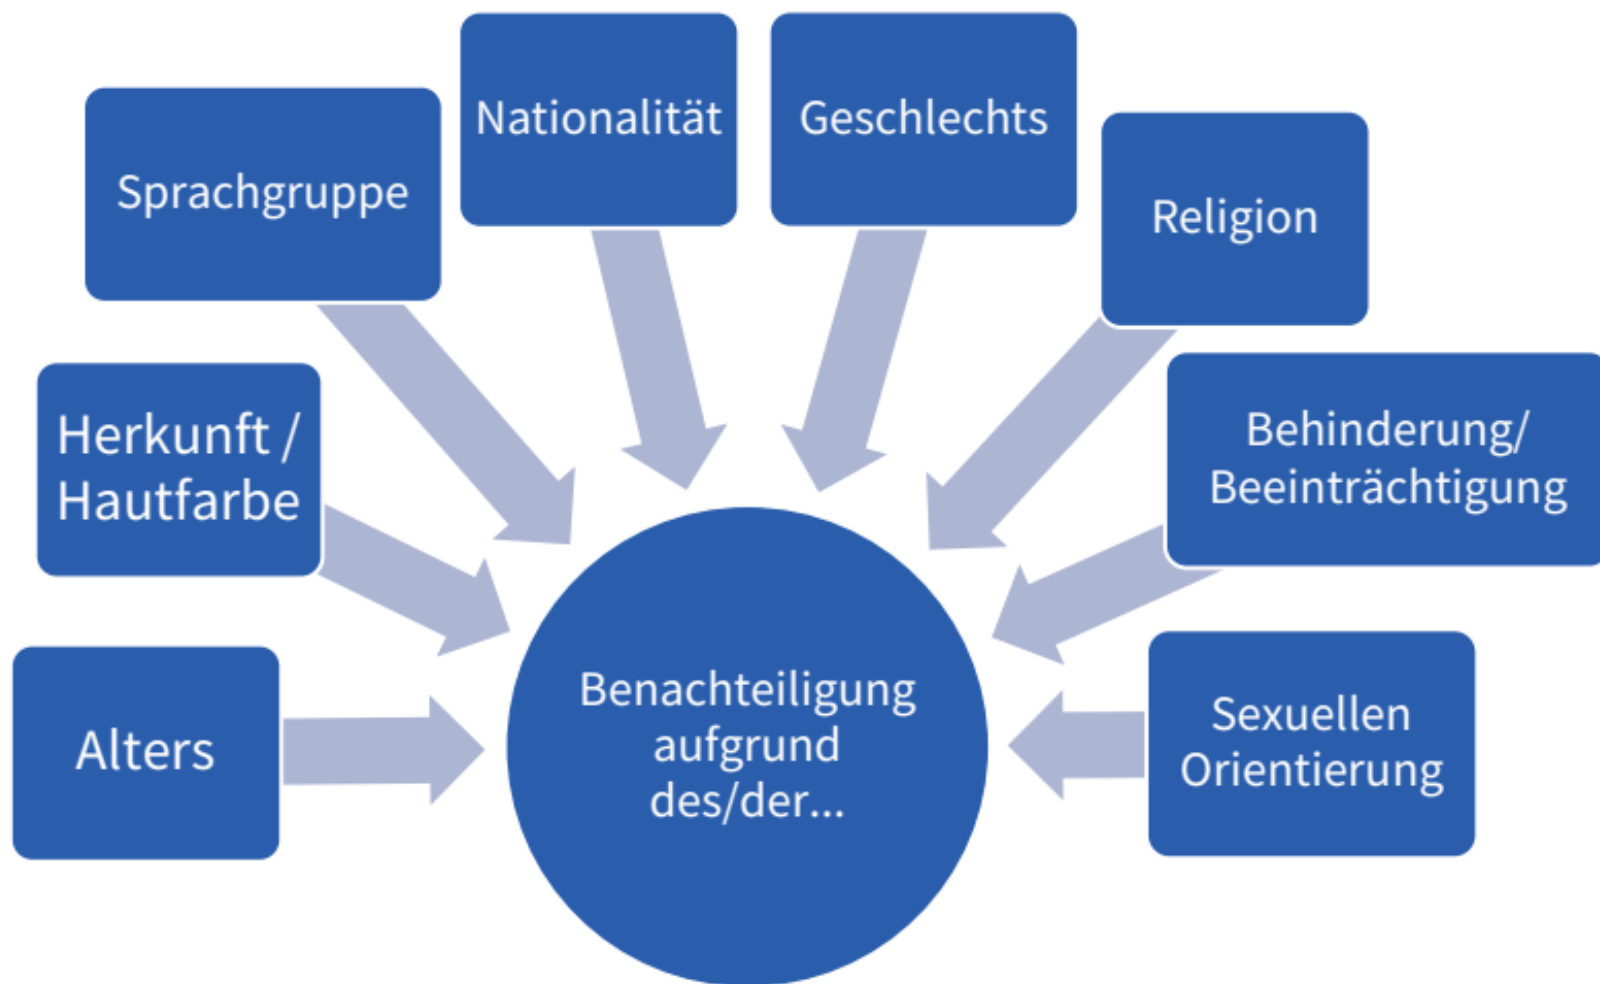 Nationalität
Geschlechts
Sprachgruppe
Religion
Herkunft /
Hautfarbe
Behinderung/
Beeinträchtigung
Alters
Benachteiligung
aufgrund
des/der...
Sexuellen
Orientierung